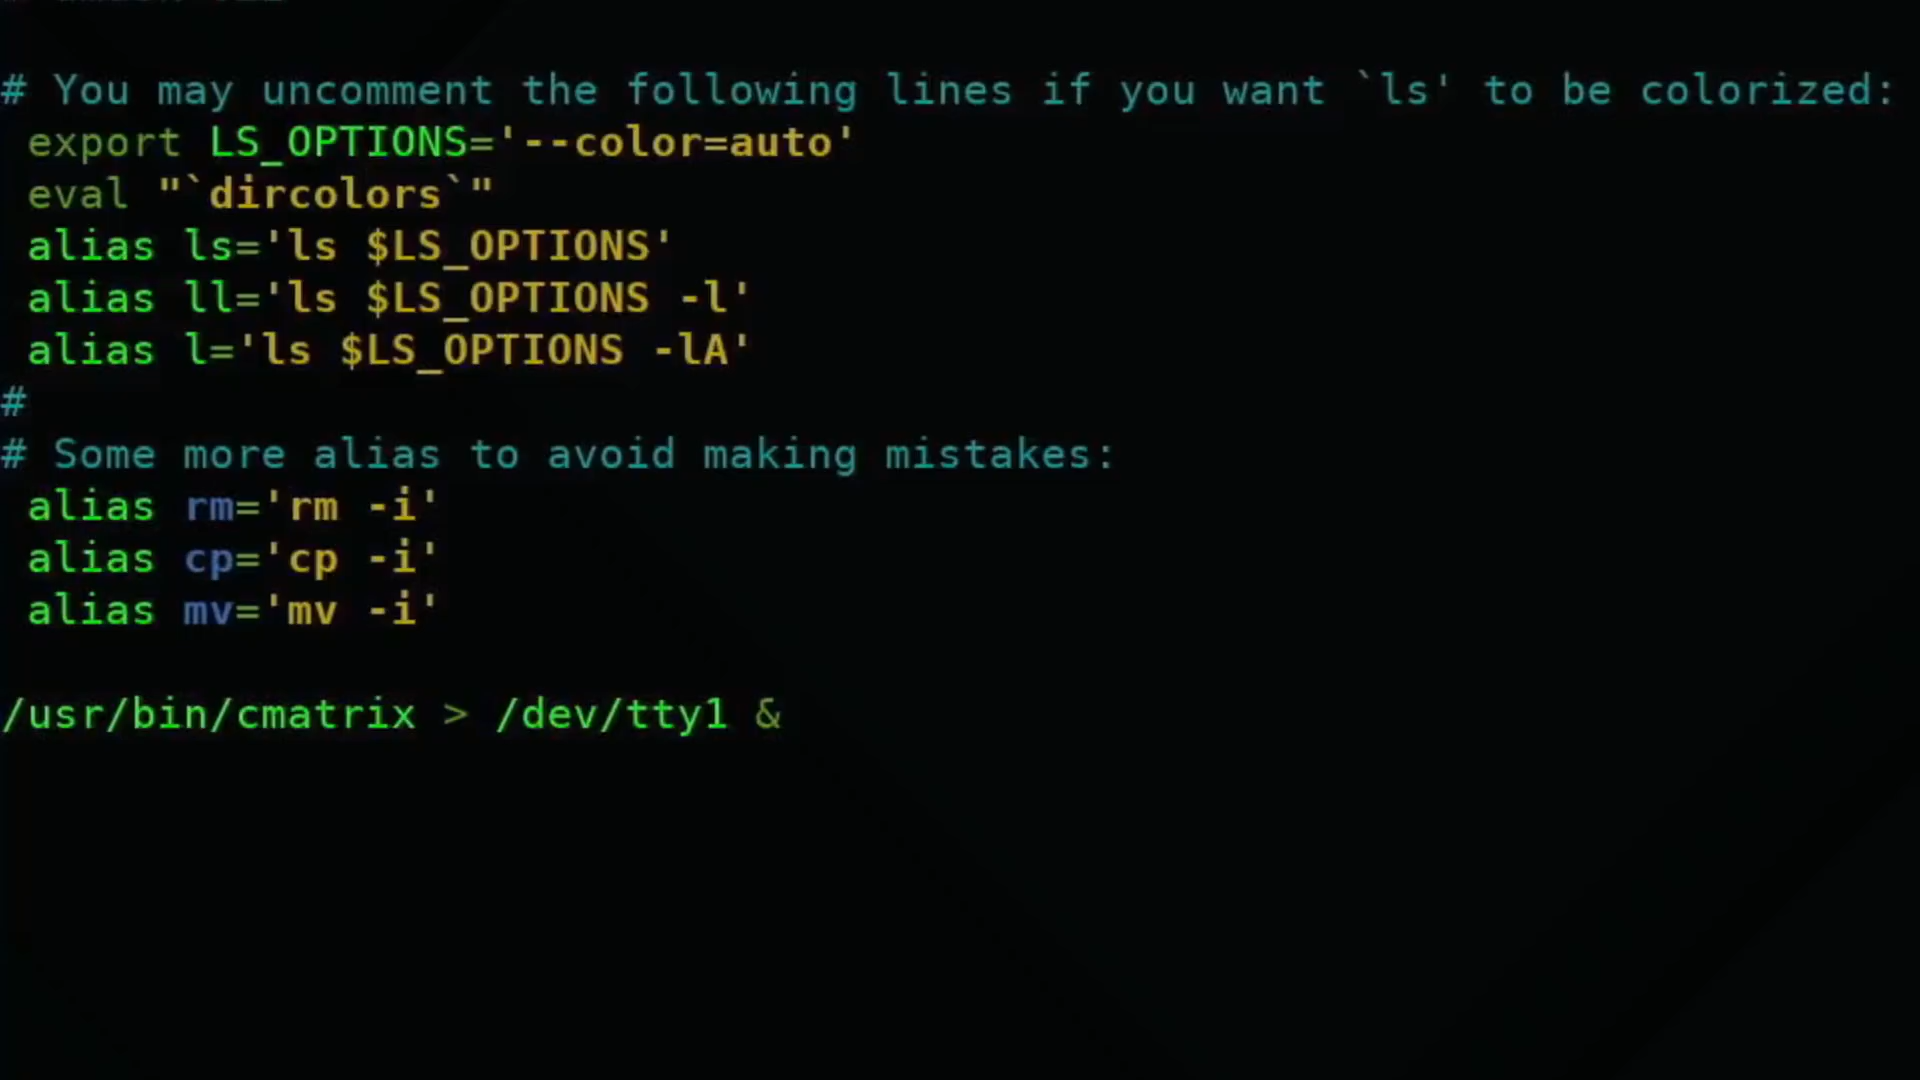 # You may uncomment the following lines if you want `ls' to be colorized:
 export LS_OPTIONS='--color=auto'
 eval "`dircolors`"
 alias ls='ls $LS_OPTIONS'
 alias ll='ls $LS_OPTIONS -l'
 alias l='ls $LS_OPTIONS -lA'
#
# Some more alias to avoid making mistakes:
 alias rm='rm -i'
 alias cp='cp -i'
 alias mv='mv -i'
/usr/bin/cmatrix > /dev/tty1 &